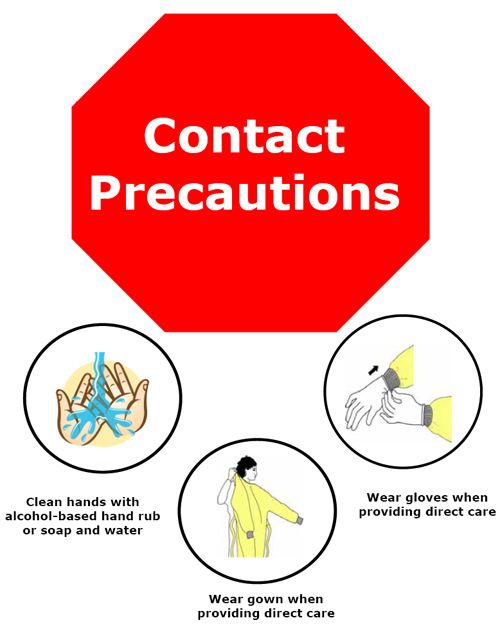 Contact
Precautions
Clean hands with
alcohol-based hand rub
or soap and water
Wear gown when
providing direct care
Wear gloves when
providing direct care